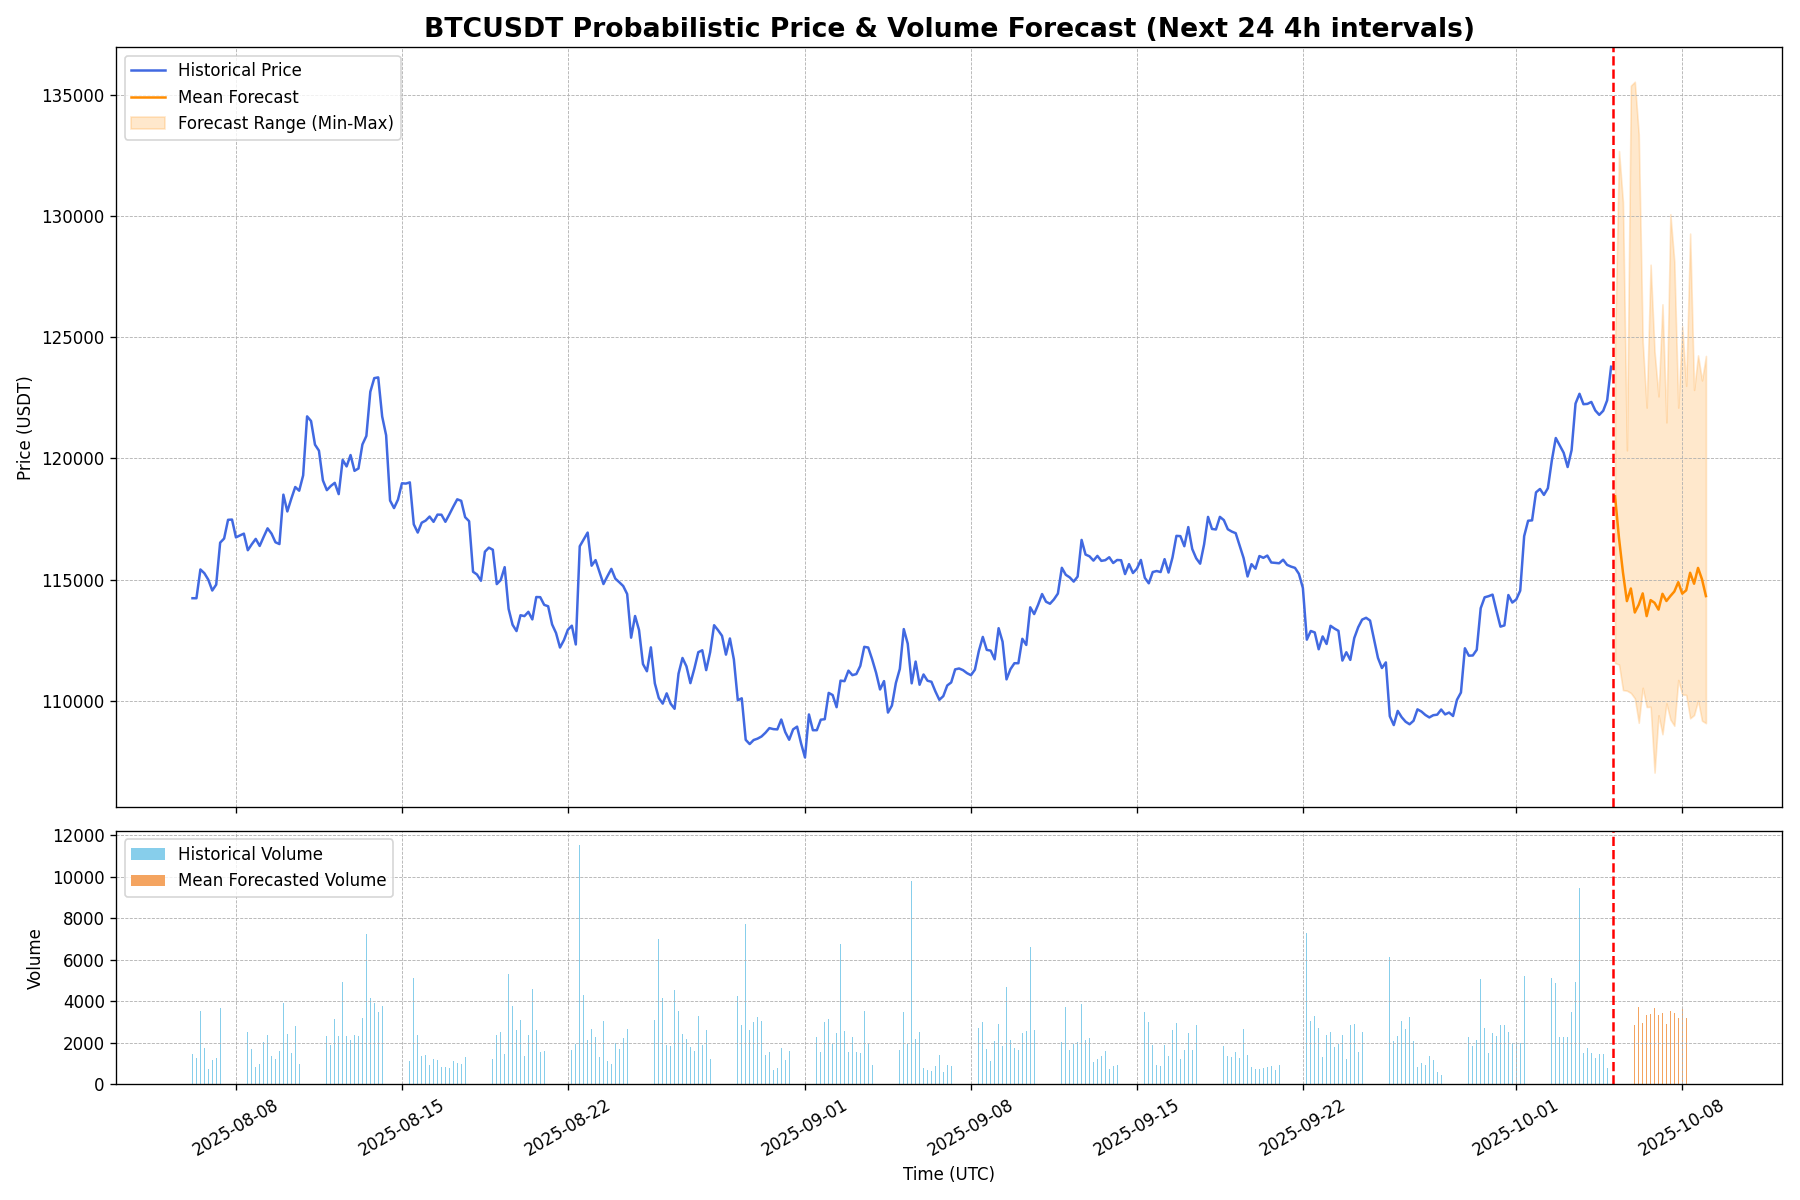 BTCUSDT Probabilistic Price & Volume Forecast (Next 24 4h intervals)
Historical Price
Mean Forecast
Forecast Range (Min-Max)
135000
130000
125000
120000
115000
110000
Price (USDT)
Historical Volume
Mean Forecasted Volume
12000
10000
8000
6000
4000
2000
0
Volume
2025-08-08
2025-08-15
2025-08-22
2025-09-01
2025-09-08
2025-09-15
2025-09-22
2025-10-01
2025-10-08
Time (UTC)